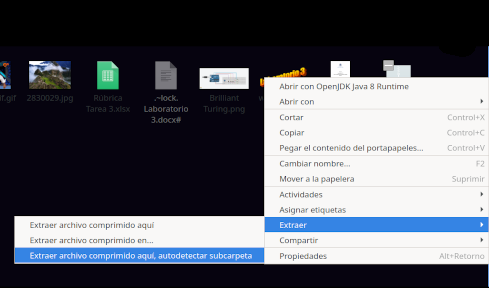 if.gif
2830029.jpg
Rúbrica
Tarea 3.xlsx
.~lock.
Laboratorio
3.docx#
Brilliant
Turing.png
Abrir con OpenJDK Java 8 Runtime
Abrir con
Cortar Control+X
Copiar Control+C
Pegar el contenido del portapapeles... Control+V
Cambiar nombre... F2
Mover a la papelera Suprimir
Actividades
Asignar etiquetas
Extraer
Compartir
Propiedades Alt+Retorno
Extraer archivo comprimido aquí
Extraer archivo comprimido en...
Extraer archivo comprimido aquí, autodetectar subcarpeta